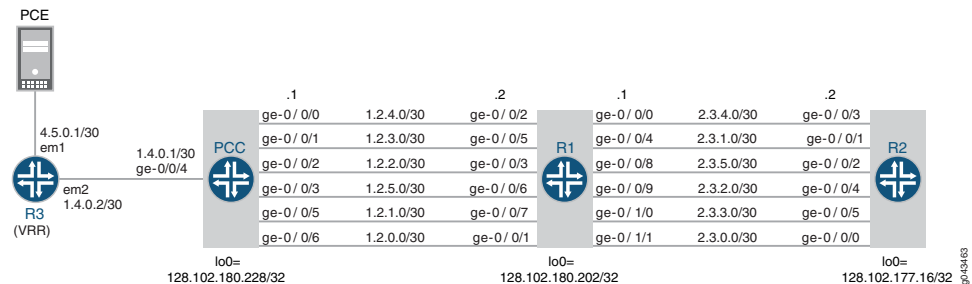 PCE
4.5.0.1/30
em1
R3
(VRR)
em2
1.4.0.2/30
1.4.0.1/30
ge-0/0/4
PCC
.1 .2 .1 .2
ge-0/0/0 1.2.4.0/30 ge-0/0/2 ge-0/0/0 2.3.4.0/30 ge-0/0/3
ge-0/0/1 1.2.3.0/30 ge-0/0/5 ge-0/0/4 2.3.1.0/30 ge-0/0/1
R1 R2
ge-0/0/2 1.2.2.0/30 ge-0/0/3 ge-0/0/8 2.3.5.0/30 ge-0/0/2
ge-0/0/3 1.2.5.0/30 ge-0/0/6 ge-0/0/9 2.3.2.0/30 ge-0/0/4
ge-0/0/5 1.2.1.0/30 ge-0/0/7 ge-0/1/0 2.3.3.0/30 ge-0/0/5
ge-0/0/6 1.2.0.0/30 ge-0/0/1 ge-0/1/1 2.3.0.0/30 ge-0/0/0
lo0= lo0= lo0=
128.102.180.228/32 128.102.180.202/32 128.102.177.16/32
g043463